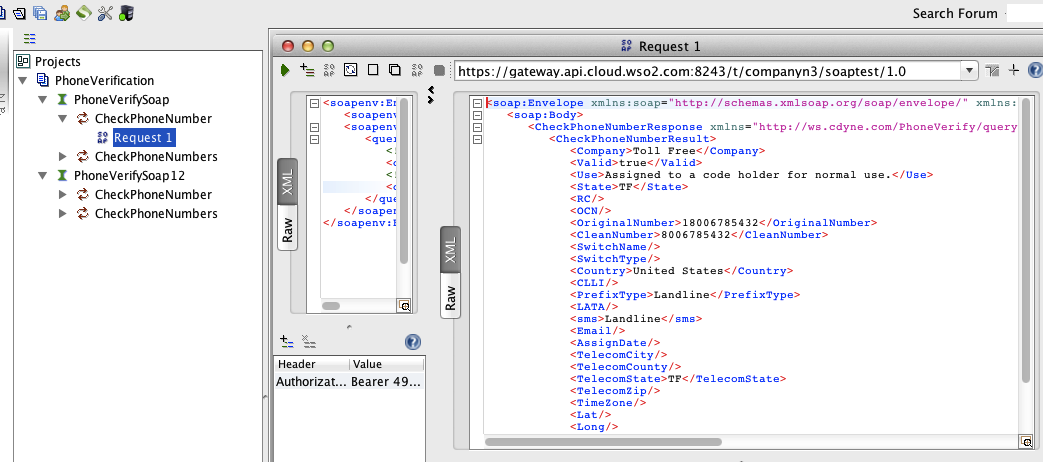 Search Forum
Projects
PhoneVerification
PhoneVerifySoap
CheckPhoneNumber
Request 1
CheckPhoneNumbers
PhoneVerifySoap12
CheckPhoneNumber
CheckPhoneNumbers
Request 1
https://gateway.api.cloud.wso2.com:8243/t/companyn3/soaptest/1.0
XML
Raw
<soapenv:En
<soapenv
<soapenv
<que
<!
<q
<!
<q
</que
</soapen
</soapenv:E
Header Value
Authorizat... Bearer 49...
XML
Raw
<soap:Envelope xmlns:soap="http://schemas.xmlsoap.org/soap/envelope/" xmlns:
<soap:Body>
<CheckPhoneNumberResponse xmlns="http://ws.cdyne.com/PhoneVerify/query
<CheckPhoneNumberResult>
<Company>Toll Free</Company>
<Valid>true</Valid>
<Use>Assigned to a code holder for normal use.</Use>
<State>TF</State>
<RC/>
<OCN/>
<OriginalNumber>18006785432</OriginalNumber>
<CleanNumber>8006785432</CleanNumber>
<SwitchName/>
<SwitchType/>
<Country>United States</Country>
<CLLI/>
<PrefixType>Landline</PrefixType>
<LATA/>
<sms>Landline</sms>
<Email/>
<AssignDate/>
<TelecomCity/>
<TelecomCounty/>
<TelecomState>TF</TelecomState>
<TelecomZip/>
<TimeZone/>
<Lat/>
<Long/>